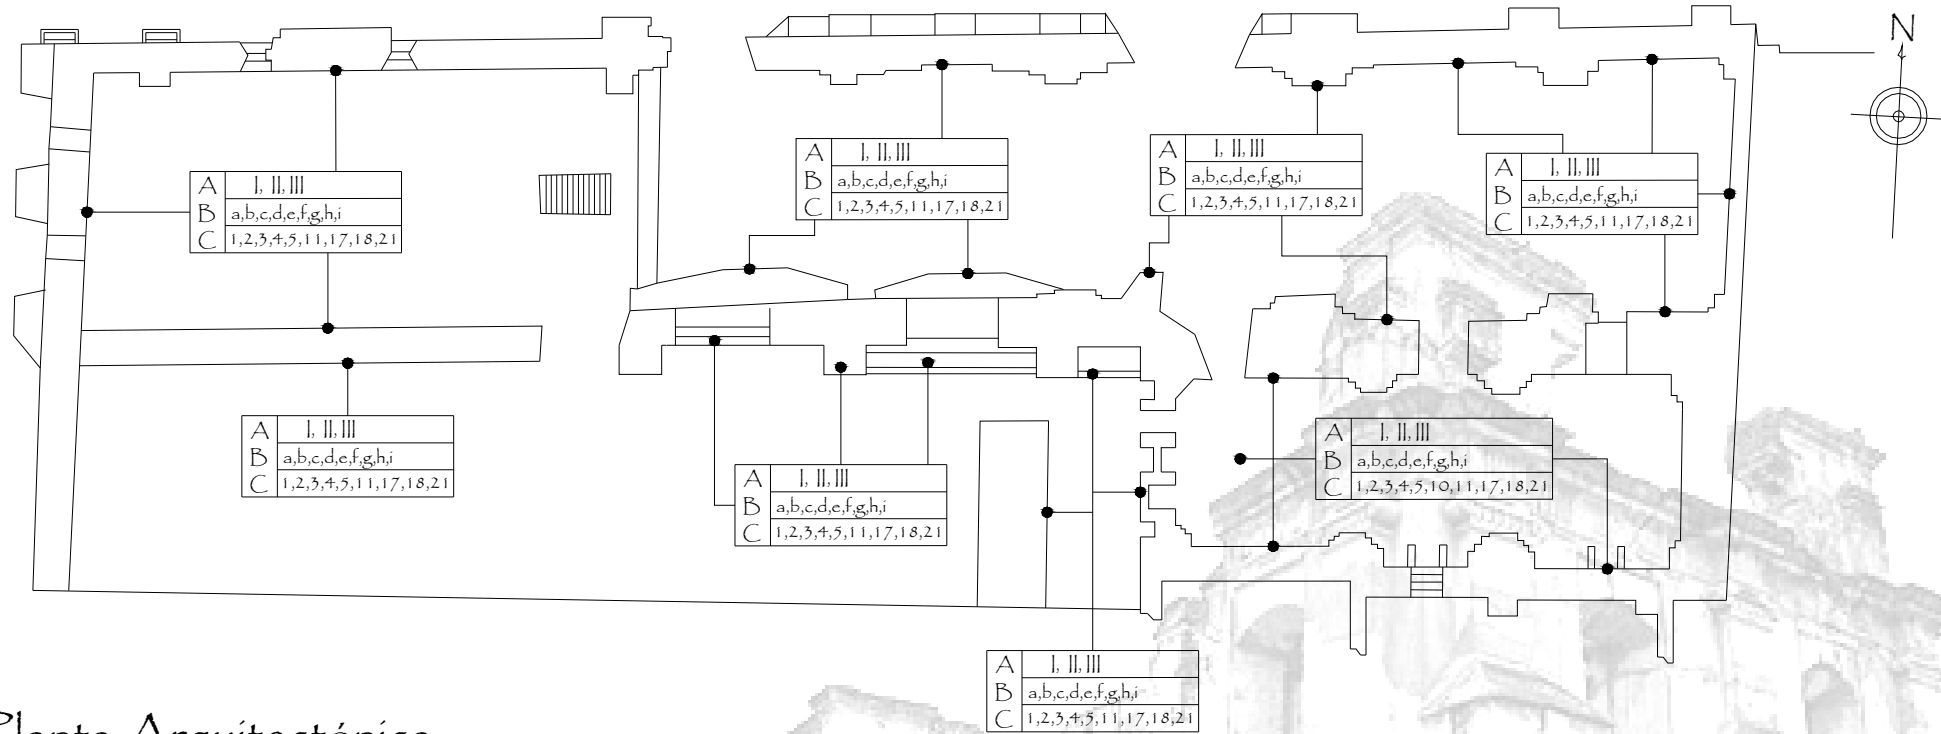 N
A I, II, III
B a,b,c,d,e,f,g,h,i
C 1,2,3,4,5,11,17,18,21
A I, II, III
B a,b,c,d,e,f,g,h,i
C 1,2,3,4,5,11,17,18,21
A I, II, III
B a,b,c,d,e,f,g,h,i
C 1,2,3,4,5,11,17,18,21
A I, II, III
B a,b,c,d,e,f,g,h,i
C 1,2,3,4,5,11,17,18,21
A I, II, III
B a,b,c,d,e,f,g,h,i
C 1,2,3,4,5,11,17,18,21
A I, II, III
B a,b,c,d,e,f,g,h,i
C 1,2,3,4,5,11,17,18,21
A I, II, III
B a,b,c,d,e,f,g,h,i
C 1,2,3,4,5,10,11,17,18,21
A I, II, III
B a,b,c,d,e,f,g,h,i
C 1,2,3,4,5,11,17,18,21
Planta Arquitectónica